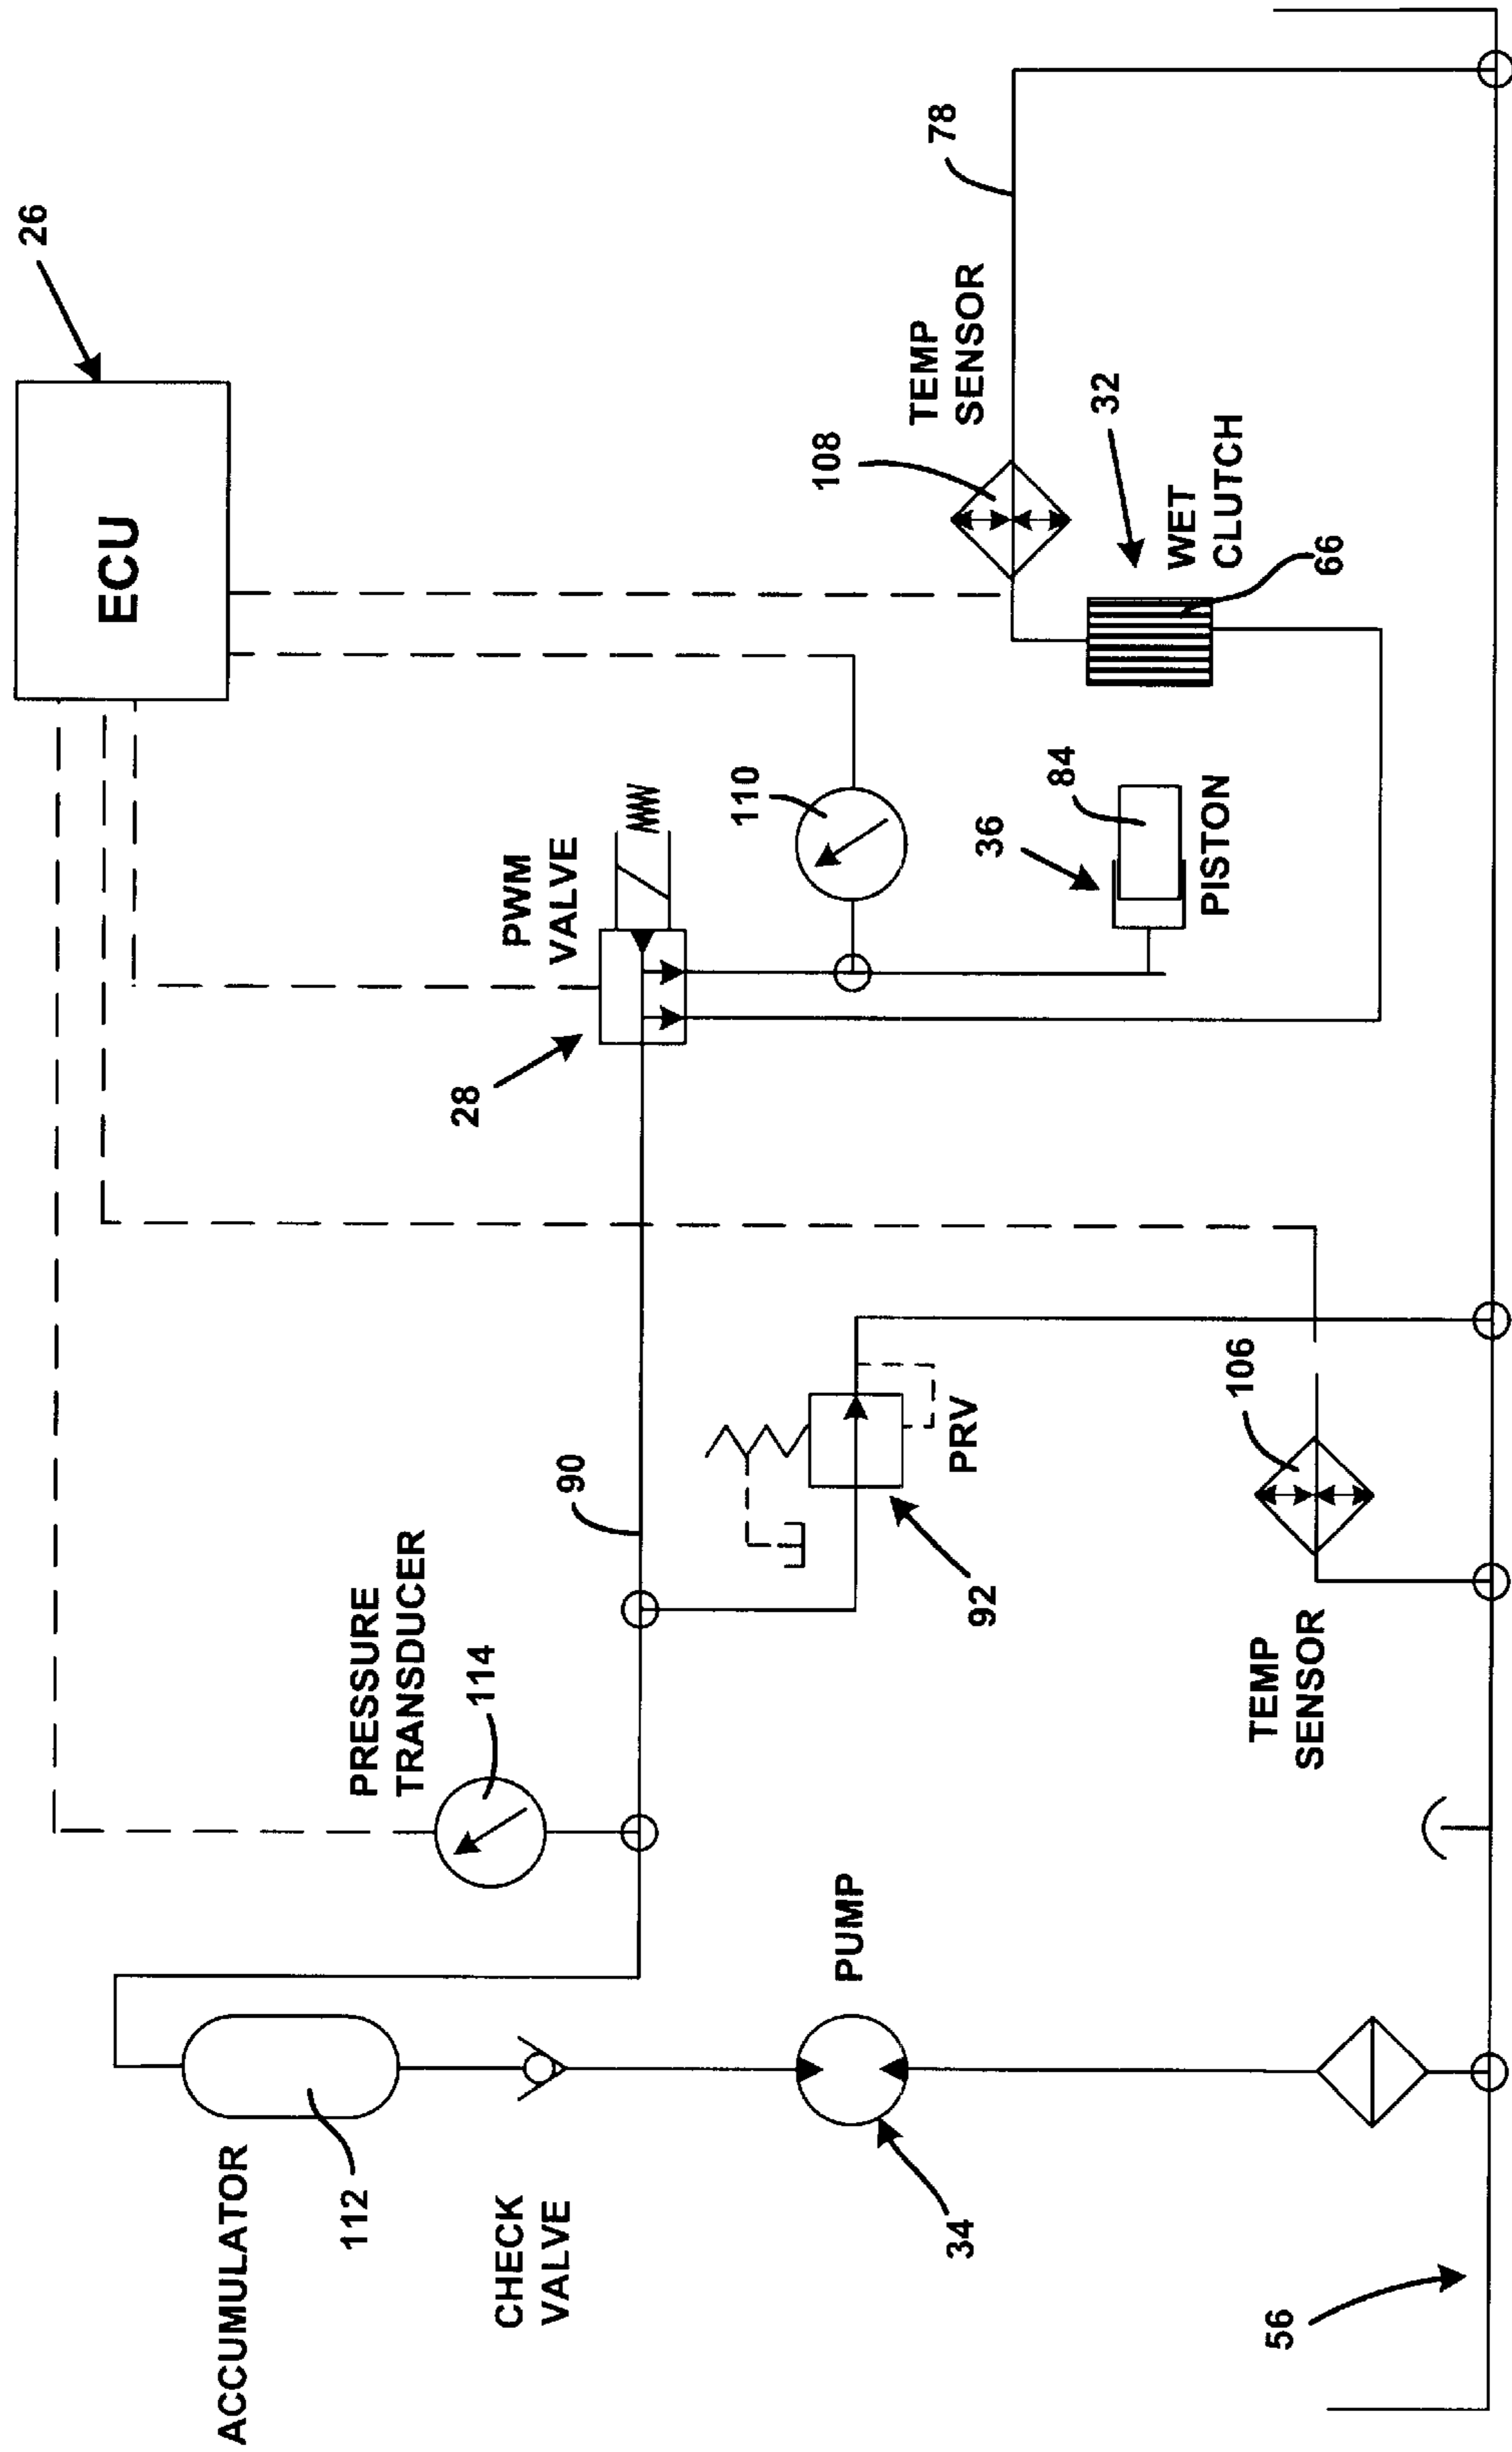 26
ECU
PWM
VALVE
28
110
TEMP
SENSOR
108
78
32
WET
CLUTCH
66
36
84
PISTON
90
PRESSURE
TRANSDUCER
114
PRV
92
106
TEMP
SENSOR
ACCUMULATOR
112
CHECK
VALVE
PUMP
34
56